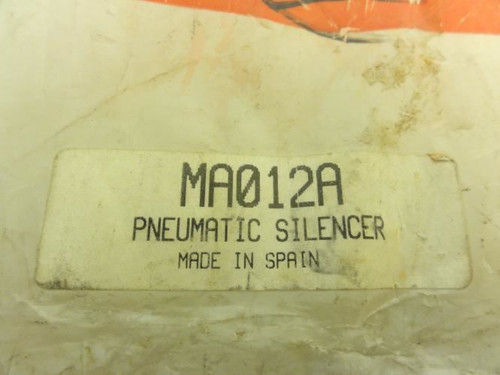 MA012A
PNEUMATIC SILENCER
MADE IN SPAIN